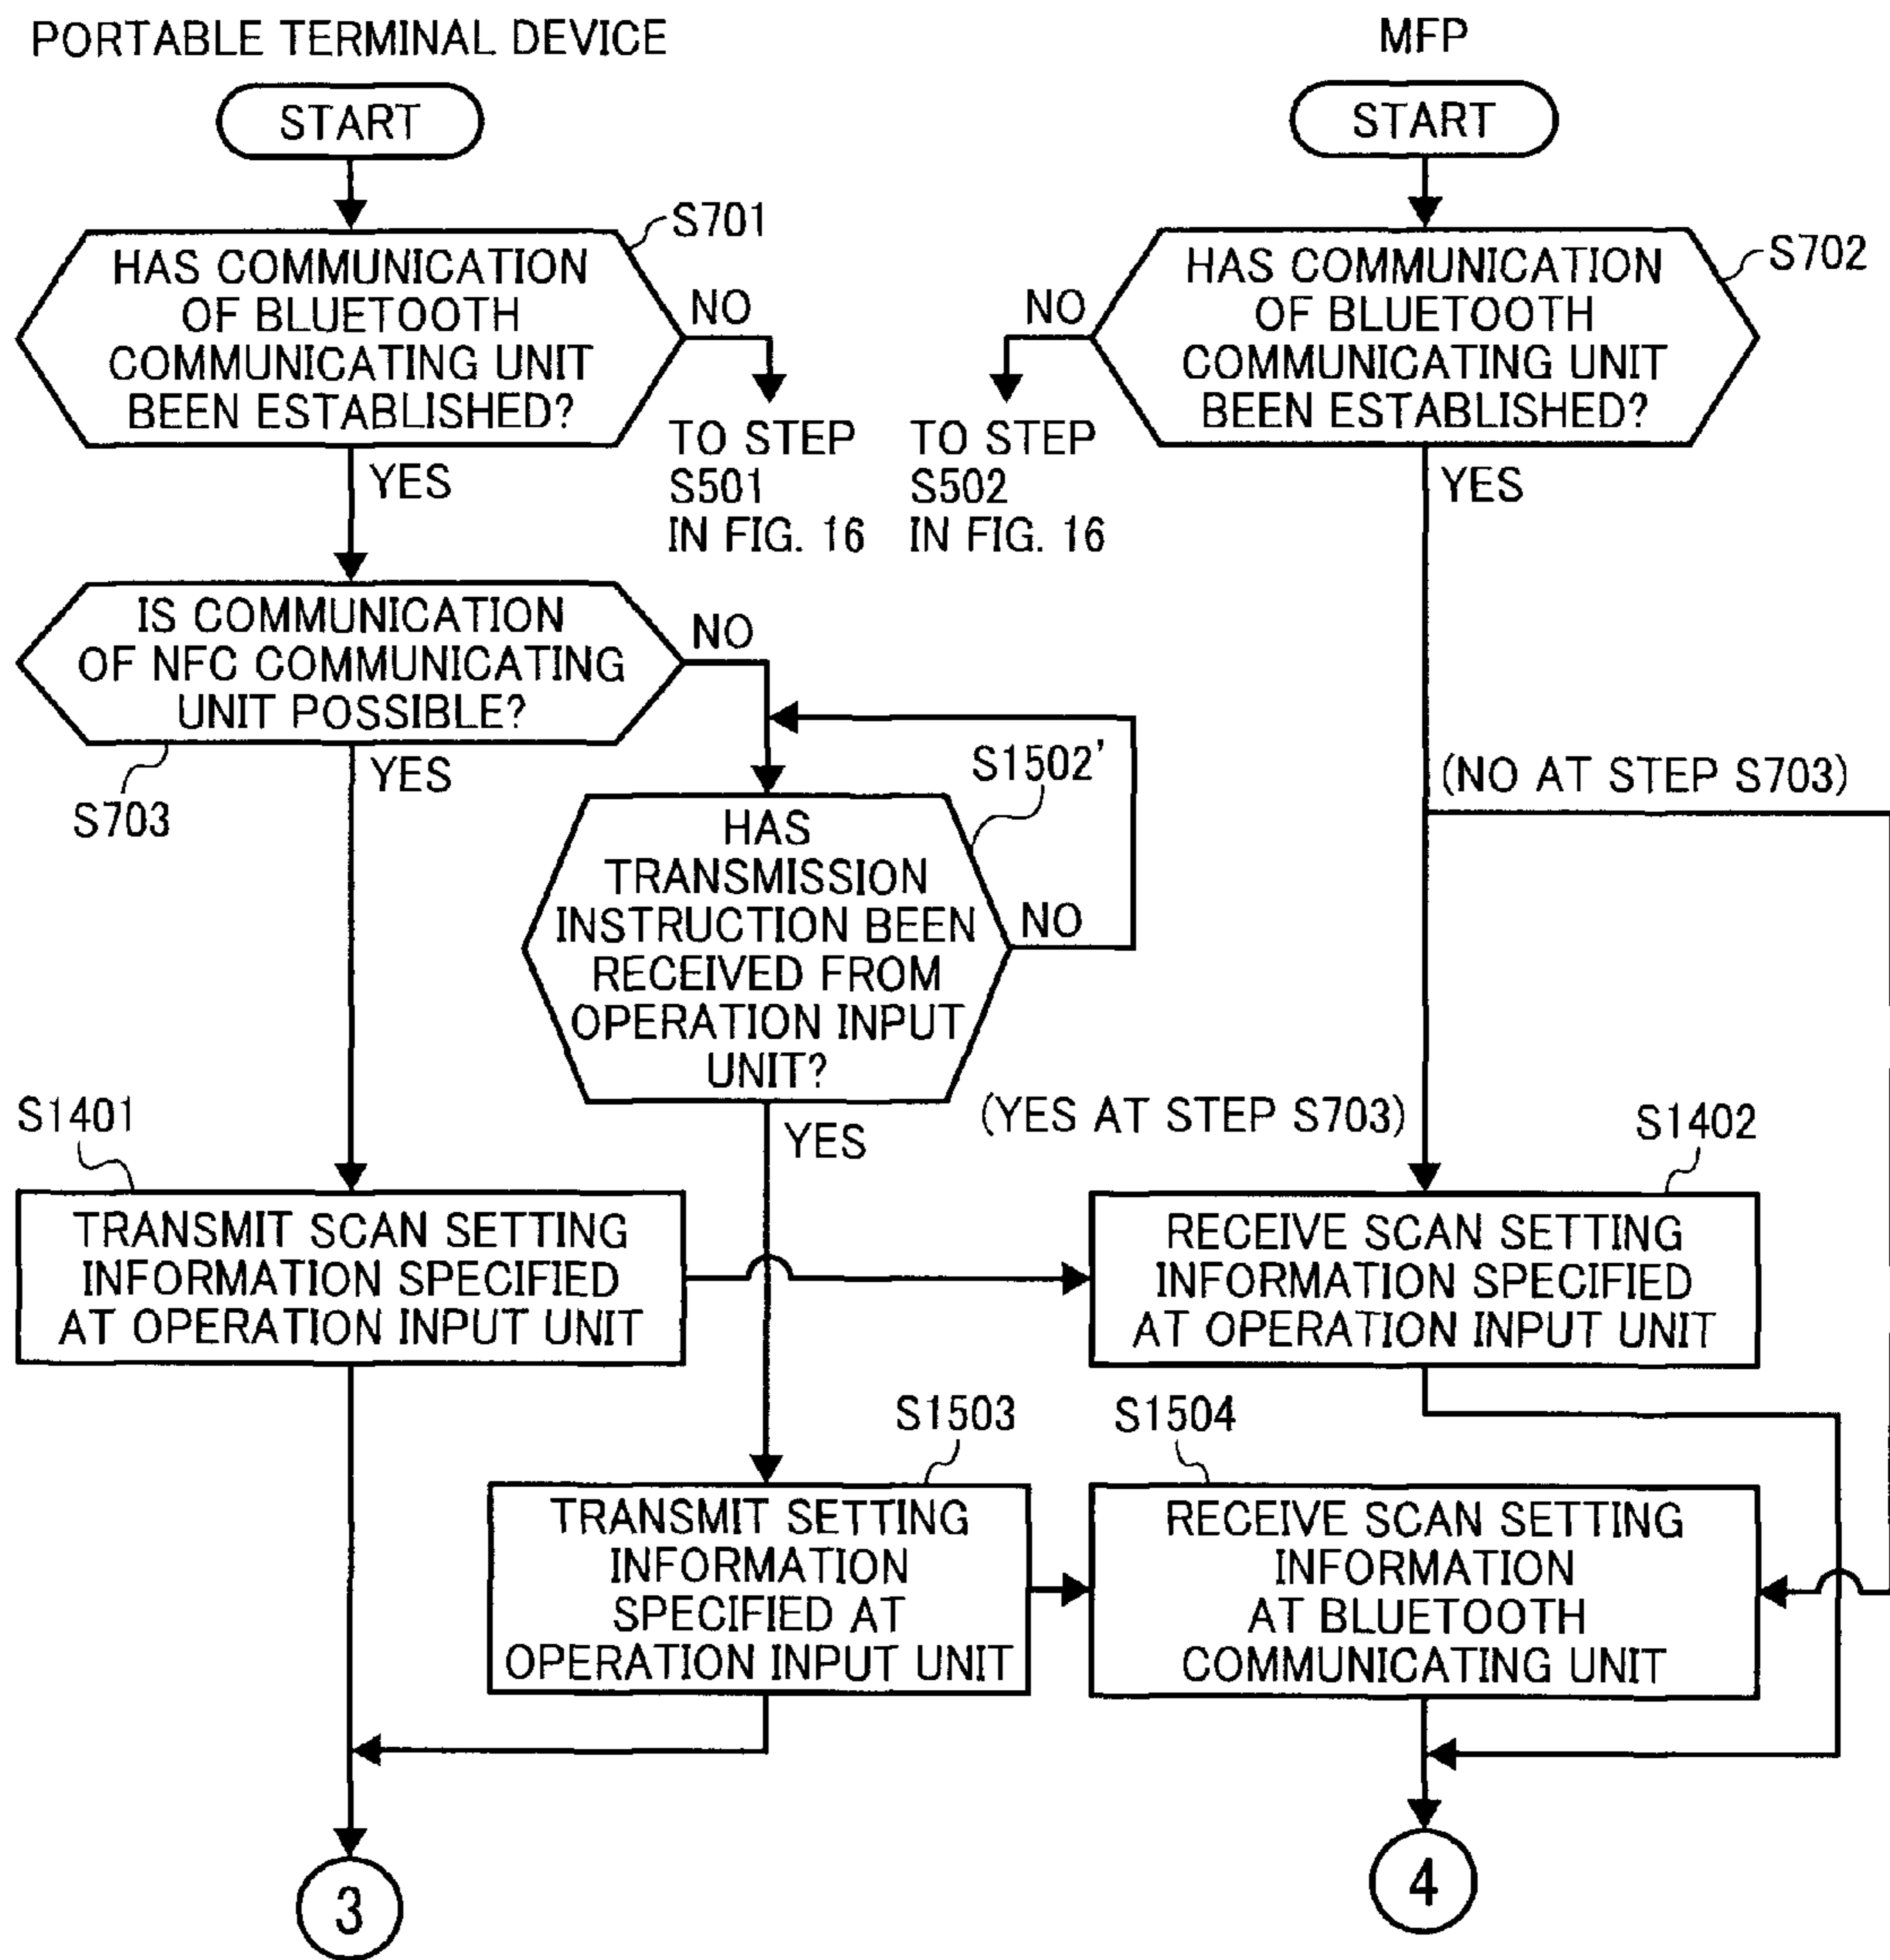 PORTABLE TERMINAL DEVICE
START
S701
HAS COMMUNICATION
OF BLUETOOTH
COMMUNICATING UNIT
BEEN ESTABLISHED?
NO
TO STEP
S501
IN FIG. 16
YES
IS COMMUNICATION
OF NFC COMMUNICATING
UNIT POSSIBLE?
NO
S703
YES
S1502'
HAS
TRANSMISSION
INSTRUCTION BEEN
RECEIVED FROM
OPERATION INPUT
UNIT?
NO
YES
S1401
TRANSMIT SCAN SETTING
INFORMATION SPECIFIED
AT OPERATION INPUT UNIT
S1503
TRANSMIT SETTING
INFORMATION
SPECIFIED AT
OPERATION INPUT UNIT
3
MFP
START
S702
HAS COMMUNICATION
OF BLUETOOTH
COMMUNICATING UNIT
BEEN ESTABLISHED?
NO
TO STEP
S502
IN FIG. 16
YES
(NO AT STEP S703)
(YES AT STEP S703)
S1402
RECEIVE SCAN SETTING
INFORMATION SPECIFIED
AT OPERATION INPUT UNIT
S1504
RECEIVE SCAN SETTING
INFORMATION
AT BLUETOOTH
COMMUNICATING UNIT
4